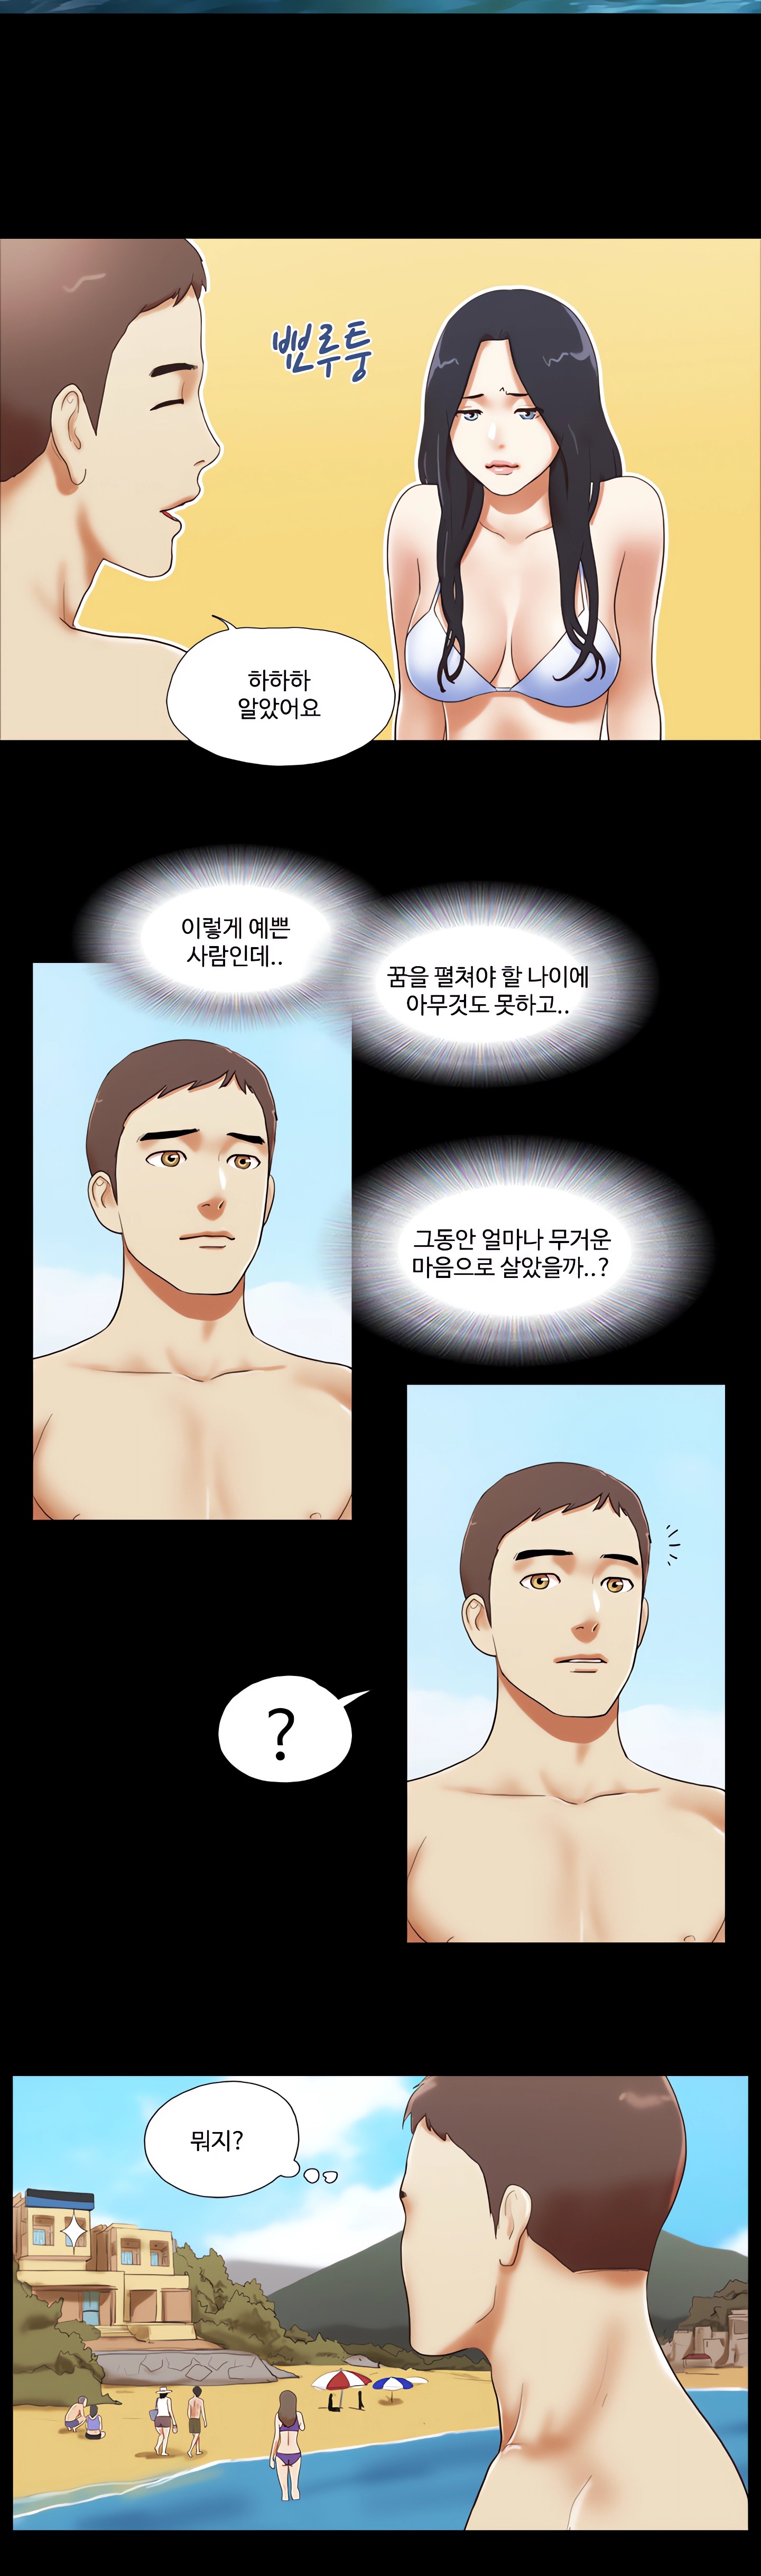 뾰루퉁
하하하
알았어요
이렇게 예쁜
사람인데..
꿈을 펼쳐야 할 나이에
아무것도 못하고..
그동안 얼마나 무거운
마음으로 살았을까..?
?
뭐지?